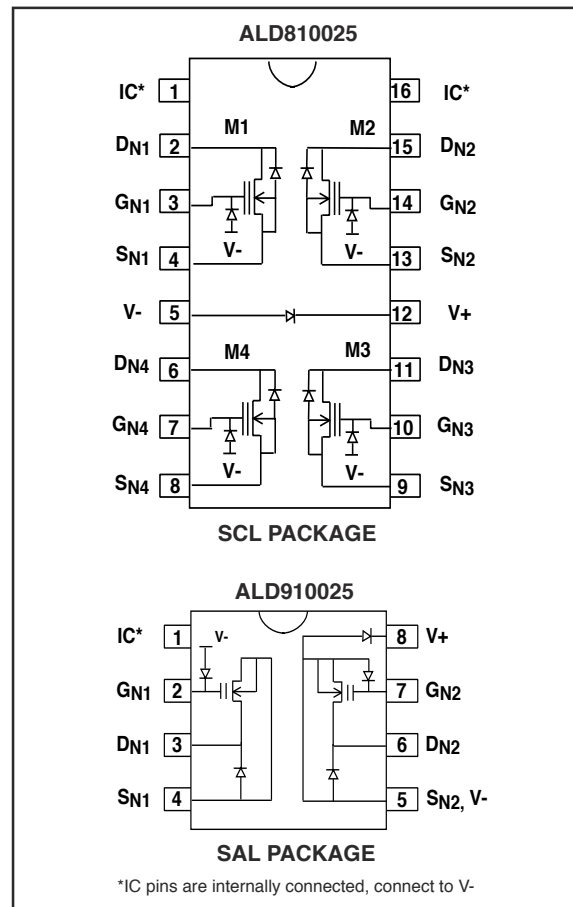 ALD810025
IC* 1 16 IC*
DN1 2 M1 M2 15 DN2
GN1 3 14 GN2
V- V-
SN1 4 13 SN2
V- 5 12 V+
DN4 6 M4 M3 11 DN3
GN4 7 10 GN3
V- V-
SN4 8 9 SN3
SCL PACKAGE
ALD910025
IC* 1 V- 8 V+
GN1 2 7 GN2
DN1 3 6 DN2
SN1 4 5 SN2, V-
SAL PACKAGE
*IC pins are internally connected, connect to V-